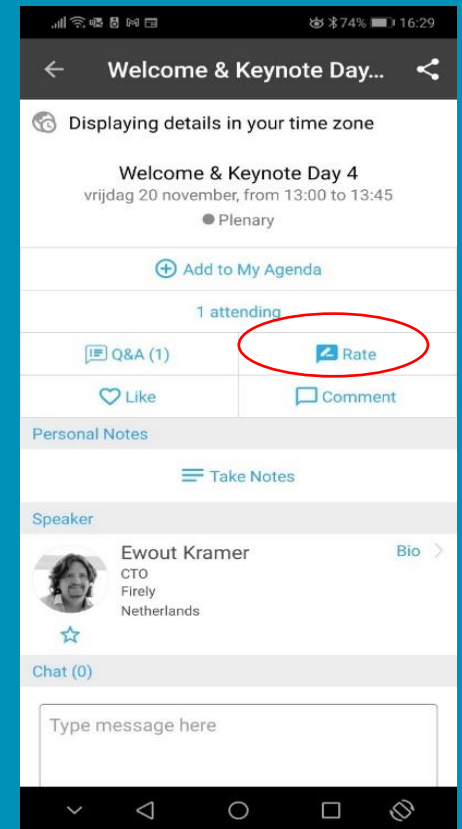 74% 16:29
Welcome & Keynote Day...
Displaying details in your time zone
Welcome & Keynote Day 4
vrijdag 20 november, from 13:00 to 13:45
Plenary
Add to My Agenda
1 attending
Q&A (1) Rate
Like Comment
Personal Notes
Take Notes
Speaker
Ewout Kramer Bio
CTO
Firely
Netherlands
Chat (0)
Type message here